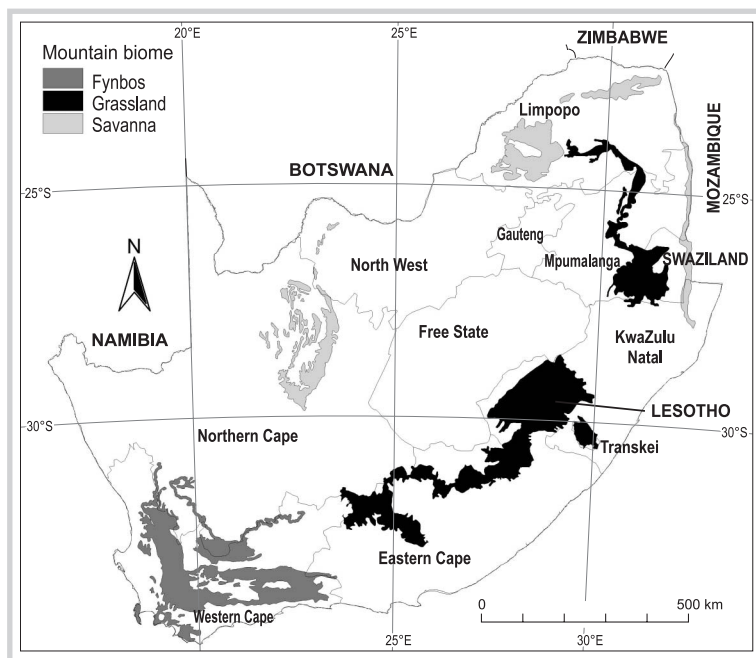 20°E
25°E
30°E
ZIMBABWE
Mountain biome
Fynbos
Grassland
Savanna
Limpopo
MOZAMBIQUE
BOTSWANA
25°S
25°S
N
Gauteng
North West
Mpumalanga
SWAZILAND
NAMIBIA
Free State
KwaZulu
Natal
LESOTHO
30°S
Northern Cape
30°S
Transkei
Eastern Cape
0
500 km
Western Cape
25°E
30°E